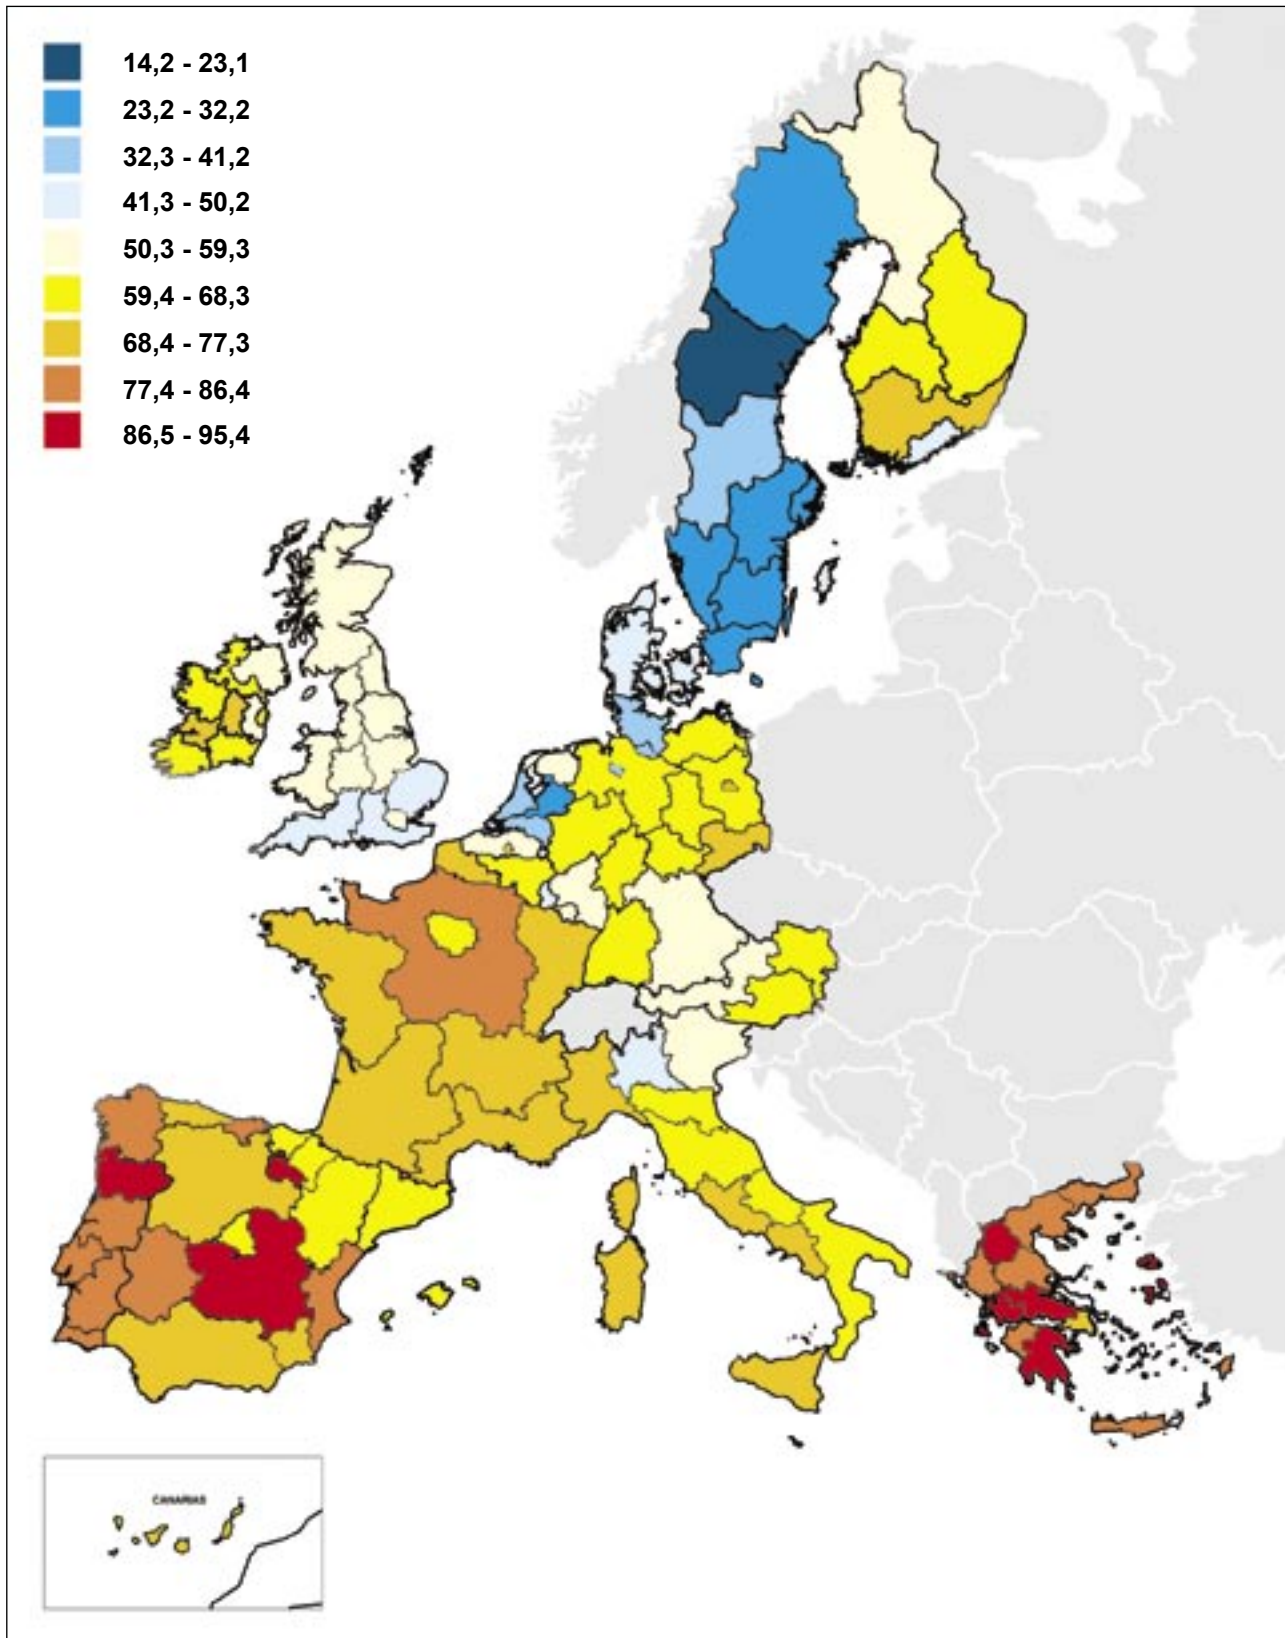 14,2 - 23,1
23,2 - 32,2
32,3 - 41,2
41,3 - 50,2
50,3 - 59,3
59,4 - 68,3
68,4 - 77,3
77,4 - 86,4
86,5 - 95,4
CANARIAS